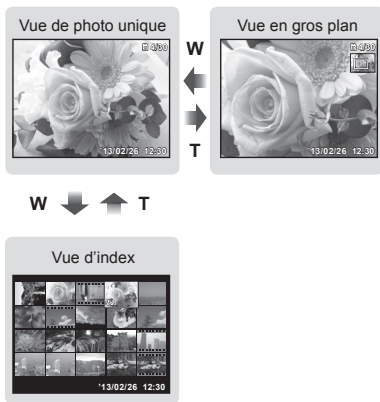 Vue de photo unique
4/30
'13/02/26 12:30
W
T
Vue en gros plan
4/30
'13/02/26 12:30
W T
Vue d'index
'13/02/26 12:30